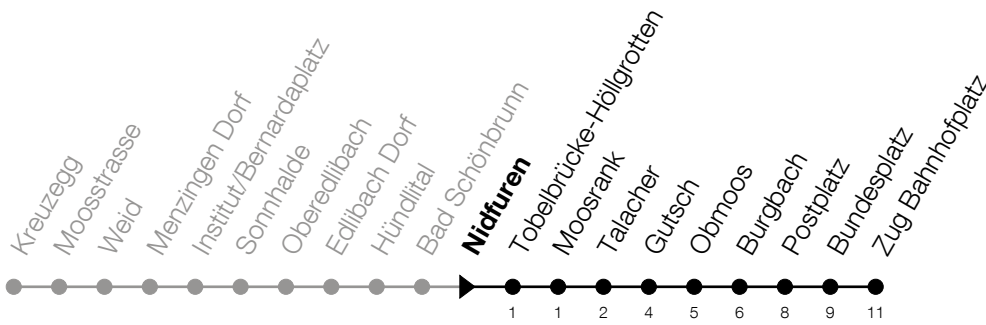 Kreuzegg
Moosstrasse
Weid
Menzingen Dorf
Institut/Bernardaplatz
Sonnhalde
Oberedlibach
Edlibach Dorf
Hündlital
Bad Schönbrunn
Nidfuren
Tobelbrücke-Höllgrotten
Moosrank
Talacher
Gutsch
Obmoos
Burgbach
Postplatz
Bundesplatz
Zug Bahnhofplatz
1 1 2 4 5 6 8 9 11